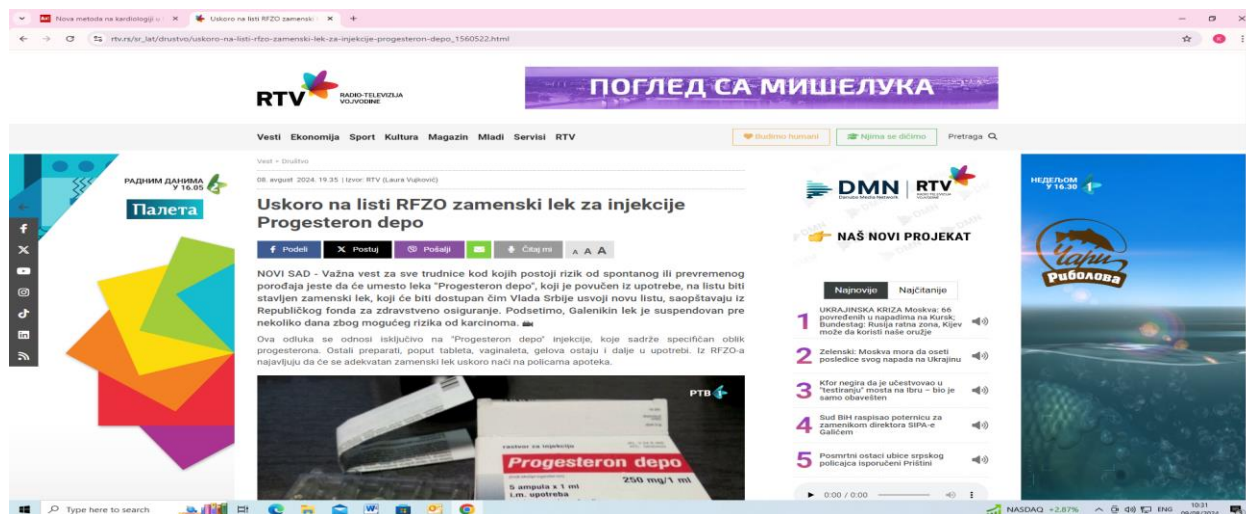 Nova metoda na kardiologiji u
Uskoro na listi RFZO zamenski
rtv.rs/sr_lat/drustvo/uskoro-na-listi-rfzo-zamenski-lek-za-injekcije-progesteron-depo_1560522.html
RTV
RADIO-TELEVIZIJA
VOJVODINE
ПОГЛЕД СА МИШЕЛУКА
Vesti Ekonomija Sport Kultura Magazin Mladi Servisi RTV
Budimo humani
Njima se dičimo
Pretraga
РАДНИМ ДАНИМА
У 16.05
Палета
Vesti > Društvo
08. avgust 2024. 19.35 | Izvor: RTV (Laura Vujković)
Uskoro na listi RFZO zamenski lek za injekcije
Progesteron depo
Podeli
Postuj
Pošalji
Čitaj mi
A A A
NOVI SAD - Važna vest za sve trudnice kod kojih postoji rizik od spontanog ili prevremenog
porođaja jeste da će umesto leka "Progesteron depo", koji je povučen iz upotrebe, na listu biti
stavljen zamenski lek, koji će biti dostupan čim Vlada Srbije usvoji novu listu, saopštavaju iz
Republičkog fonda za zdravstveno osiguranje. Podsetimo, Galenikin lek je suspendovan pre
nekoliko dana zbog mogućeg rizika od karcinoma.
Ova odluka se odnosi isključivo na "Progesteron depo" injekcije, koje sadrže specifičan oblik
progesterona. Ostali preparati, poput tableta, vaginaleta, gelova ostaju i dalje u upotrebi. Iz RFZO-a
najavljuju da će se adekvatan zamenski lek uskoro naći na policama apoteka.
РТВ 1
rastvor za injekciju
Progesteron depo
250 mg/1 ml
5 ampula x 1 ml
i.m. upotreba
DMN
Danube Media Network
RTV
NAŠ NOVI PROJEKAT
Najnovije
Najčitanije
1 UKRAJINSKA KRIZA Moskva: 66
povređenih u napadima na Kursk;
Bundestag: Rusija ratna zona, Kijev
može da koristi naše oružje
2 Zelenski: Moskva mora da oseti
posledice svog napada na Ukrajinu
3 Kfor negira da je učestvovao u
"testiranju" mosta na Ibru – bio je
samo obavešten
4 Sud BiH raspisao poternicu za
zamenikom direktora SIPA-e
Galićem
5 Posmrtni ostaci ubice srpskog
policajca isporučeni Prištini
0:00 / 0:00
НЕДЕЉОМ
У 16.30
Чари
Риболова
Type here to search
NASDAQ +2,87%
ENG
10:31
09/08/2024